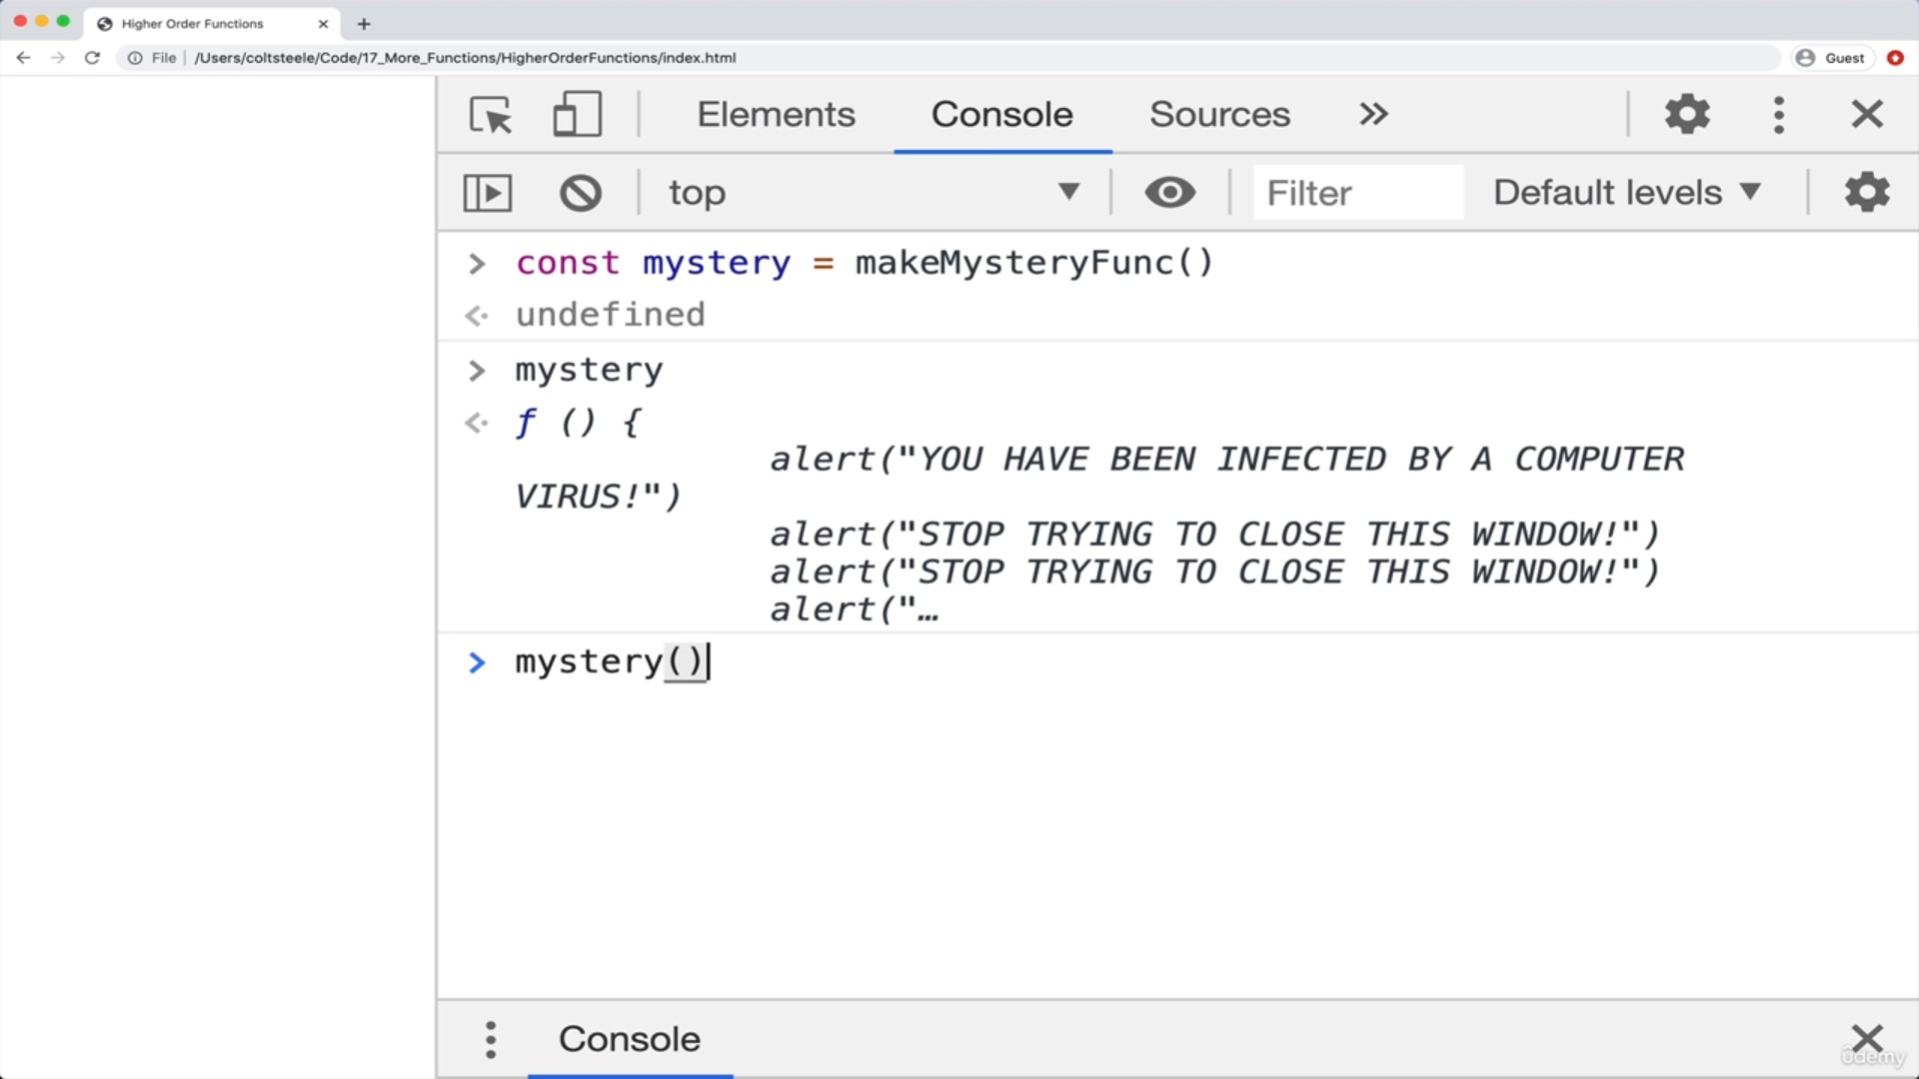 Higher Order Functions
File /Users/coltsteele/Code/17_More_Functions/HigherOrderFunctions/index.html
Guest
Elements Console Sources
top Filter Default levels
> const mystery = makeMysteryFunc()
undefined
> mystery
ƒ () {
alert("YOU HAVE BEEN INFECTED BY A COMPUTER
VIRUS!")
alert("STOP TRYING TO CLOSE THIS WINDOW!")
alert("STOP TRYING TO CLOSE THIS WINDOW!")
alert("…
> mystery()
Console
ûdemy